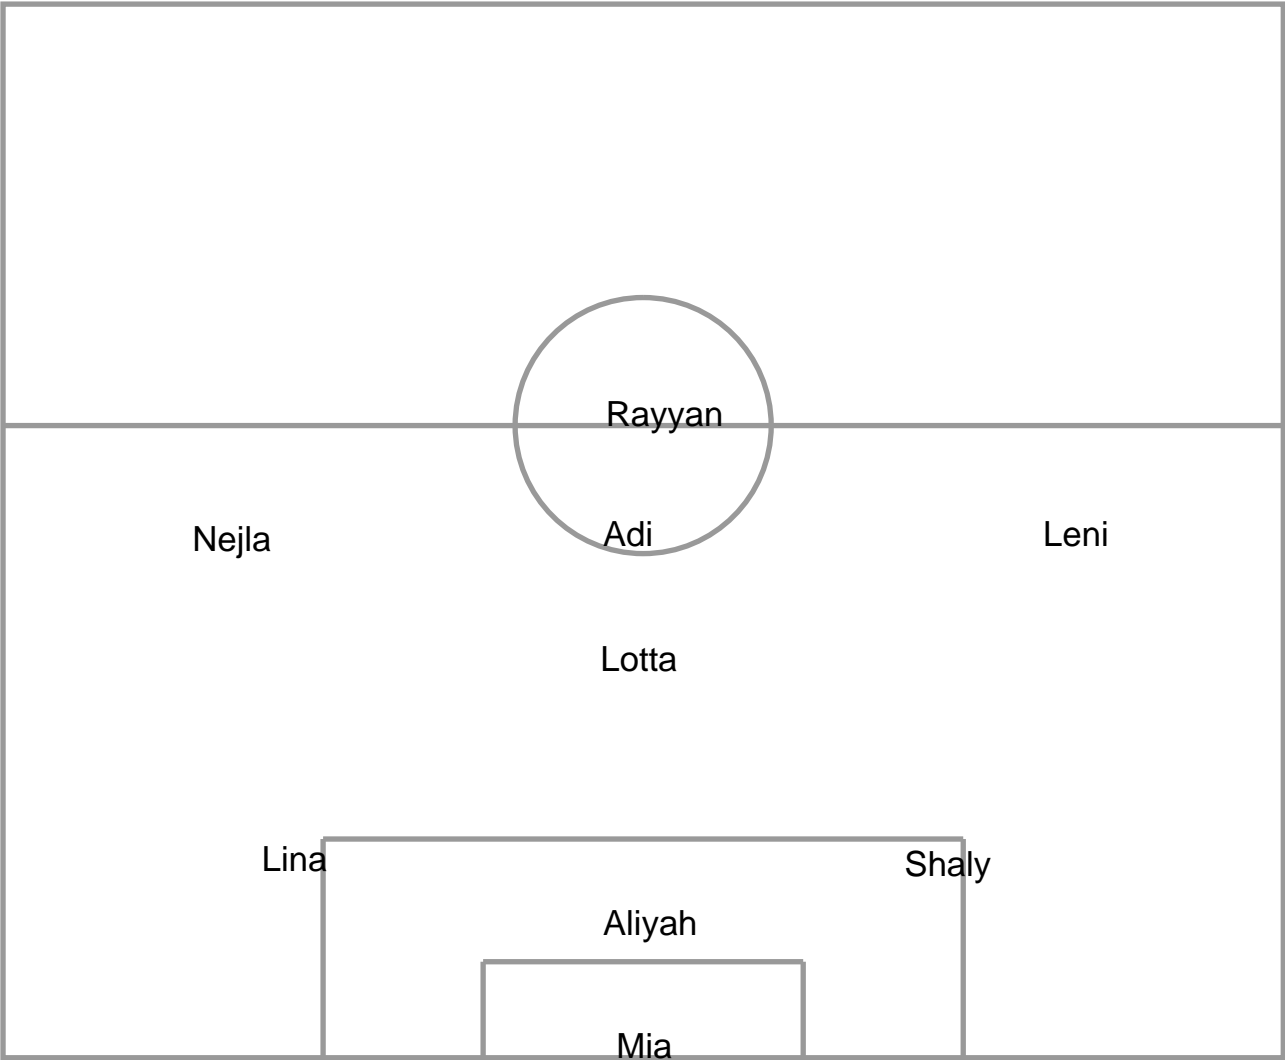 Rayyan
Nejla Adi Leni
Lotta
Lina Shaly
Aliyah
Mia